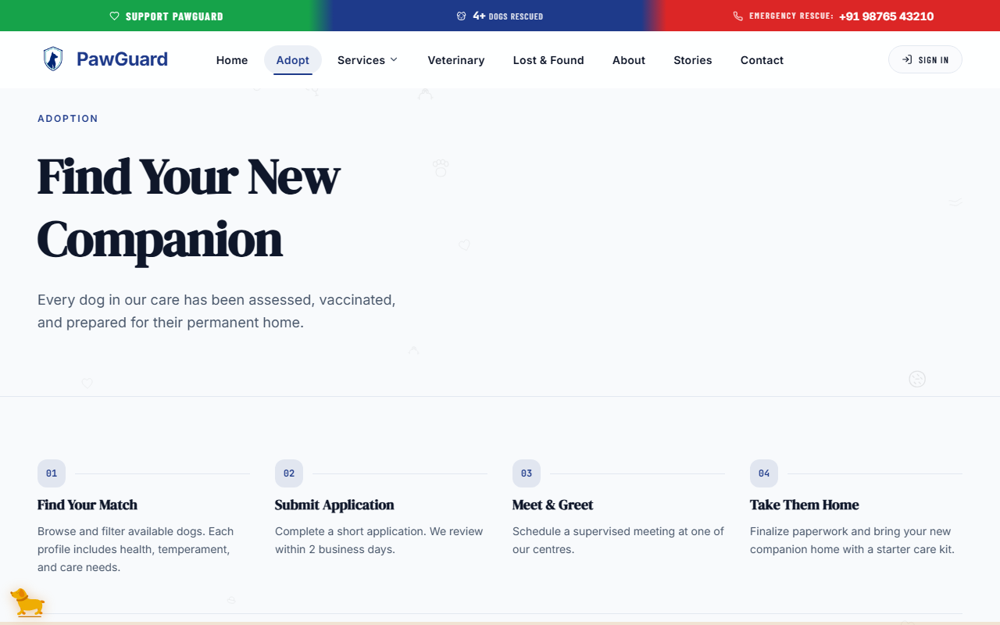 SUPPORT PAWGUARD
4+ DOGS RESCUED
EMERGENCY RESCUE: +91 98765 43210
PawGuard
Home
Adopt
Services
Veterinary
Lost & Found
About
Stories
Contact
SIGN IN
ADOPTION
Find Your New
Companion
Every dog in our care has been assessed, vaccinated,
and prepared for their permanent home.
01
Find Your Match
Browse and filter available dogs. Each
profile includes health, temperament,
and care needs.
02
Submit Application
Complete a short application. We review
within 2 business days.
03
Meet & Greet
Schedule a supervised meeting at one of
our centres.
04
Take Them Home
Finalize paperwork and bring your new
companion home with a starter care kit.